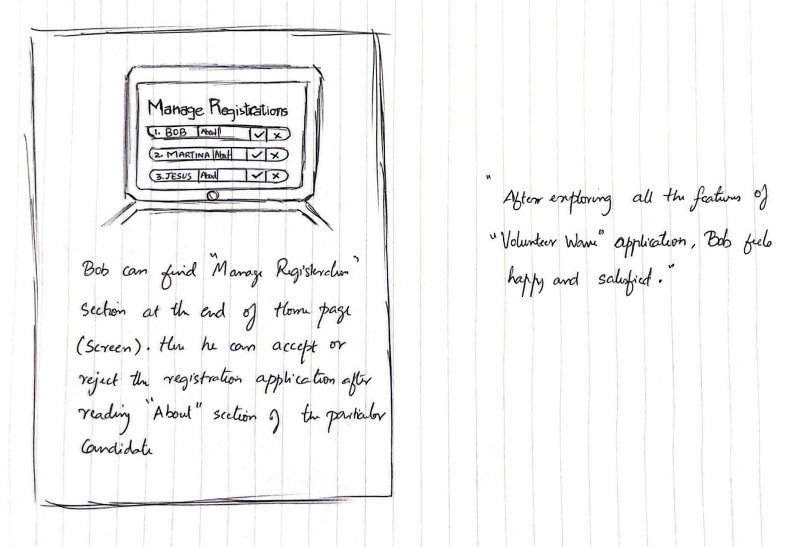 Manage Registrations
1. BOB About ✓ x
2. MARTINA About ✓ x
3. JESUS About ✓ x
Bob can find "Manage Registration"
section at the end of Home page
(Screen). Here he can accept or
reject the registration application after
reading "About" section of the particular
Candidate
"After exploring all the features of
"Volunteer Wave" application, Bob feels
happy and satisfied."